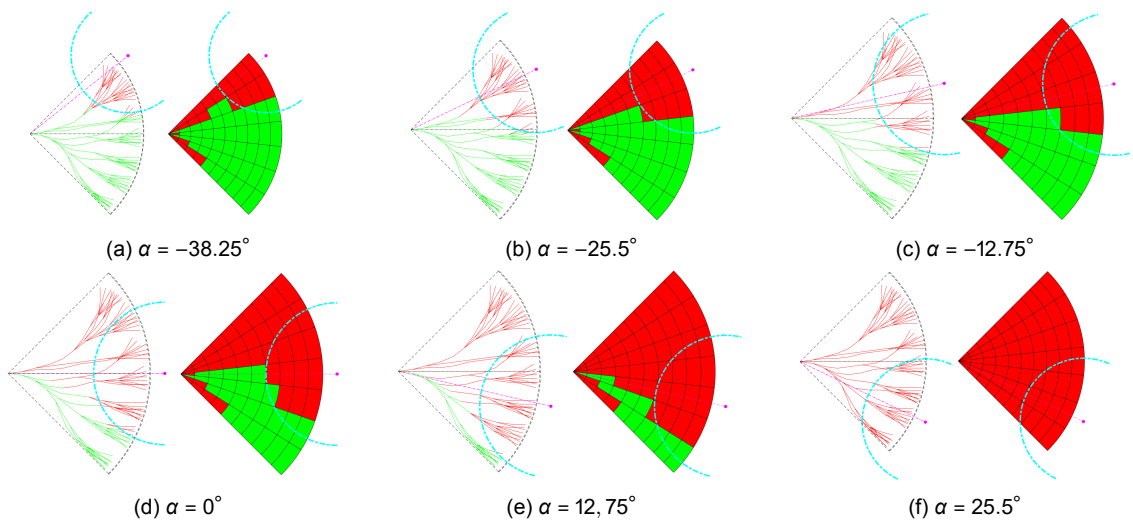 (a) α = −38.25°
(b) α = −25.5°
(c) α = −12.75°
(d) α = 0°
(e) α = 12, 75°
(f) α = 25.5°